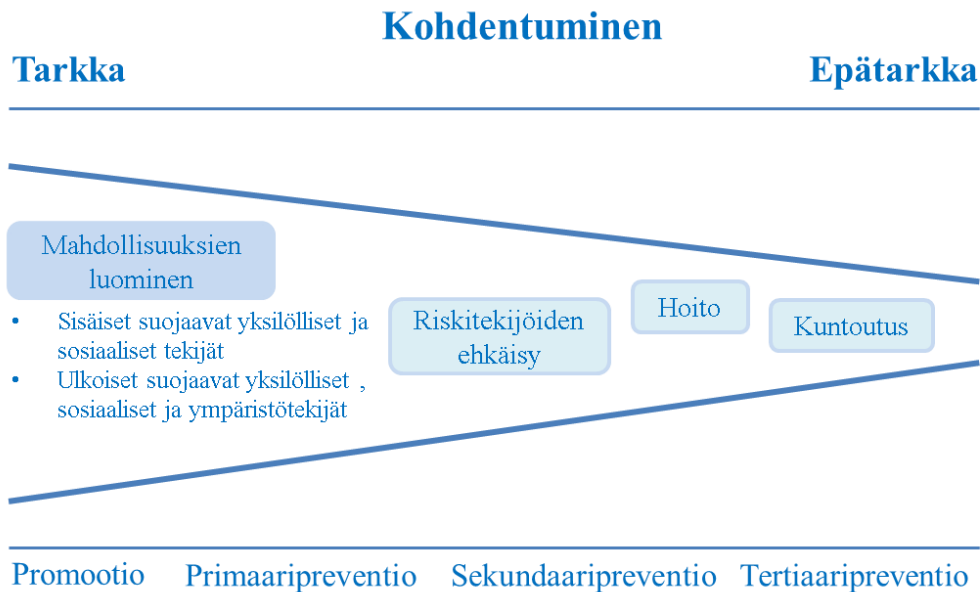 Kohdentuminen
Tarkka
Epätarkka
Mahdollisuuksien
luominen
• Sisäiset suojaavat yksilölliset ja
sosiaaliset tekijät
• Ulkoiset suojaavat yksilölliset ,
sosiaaliset ja ympäristötekijät
Riskitekijöiden
ehkäisy
Hoito
Kuntoutus
Promootio
Primaaripreventio
Sekundaaripreventio
Tertiaaripreventio